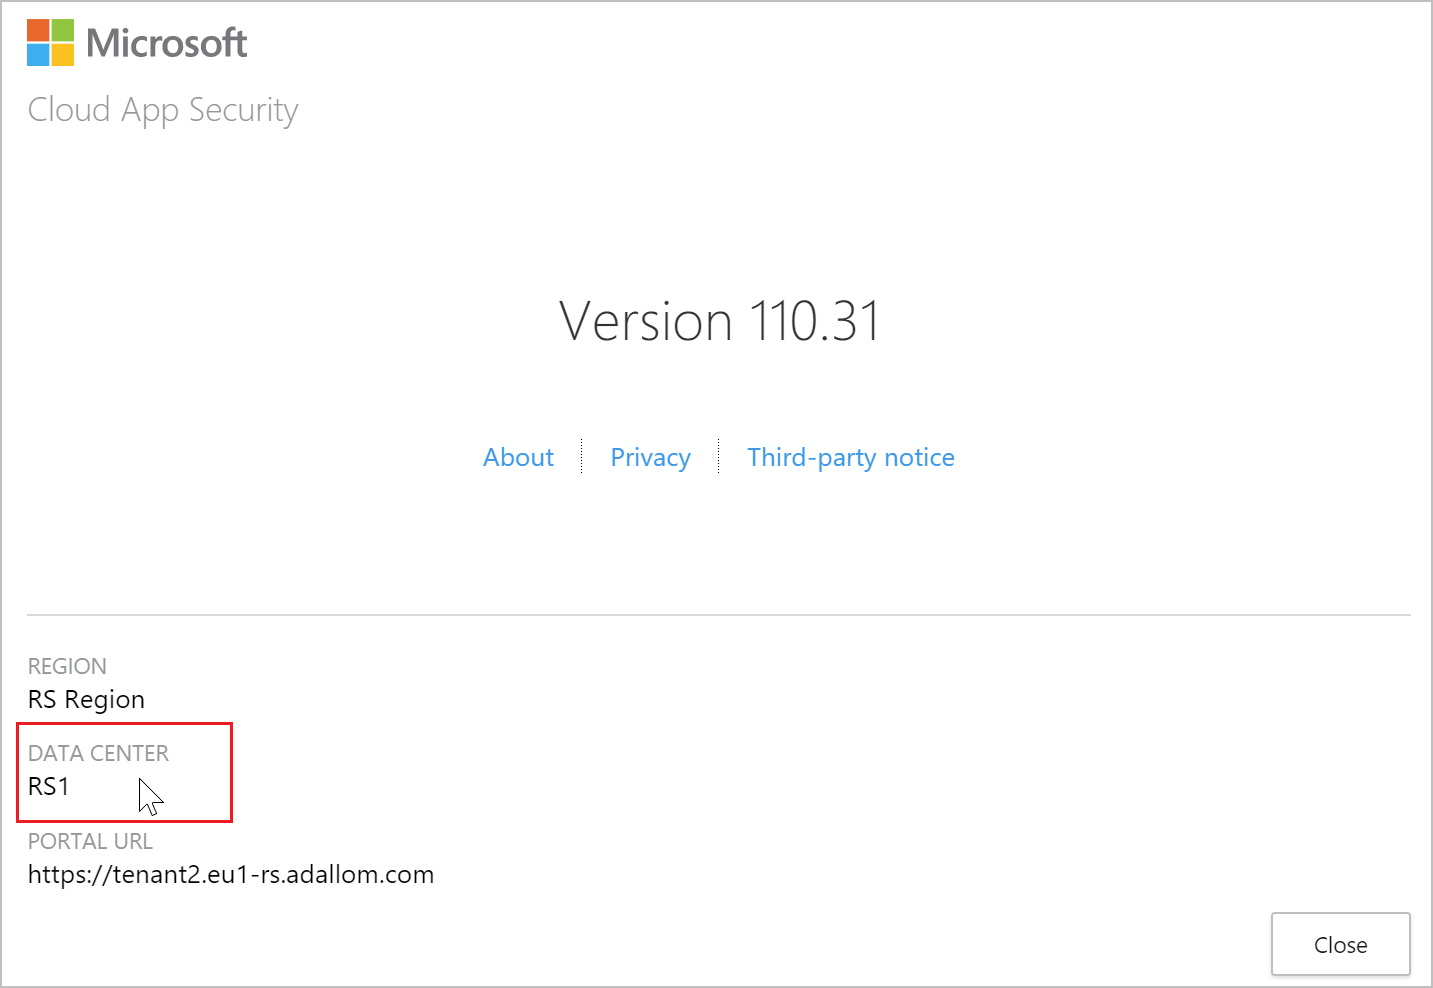 Microsoft
Cloud App Security
Version 110.31
About
Privacy
Third-party notice
REGION
RS Region
DATA CENTER
RS1
PORTAL URL
https://tenant2.eu1-rs.adallom.com
Close